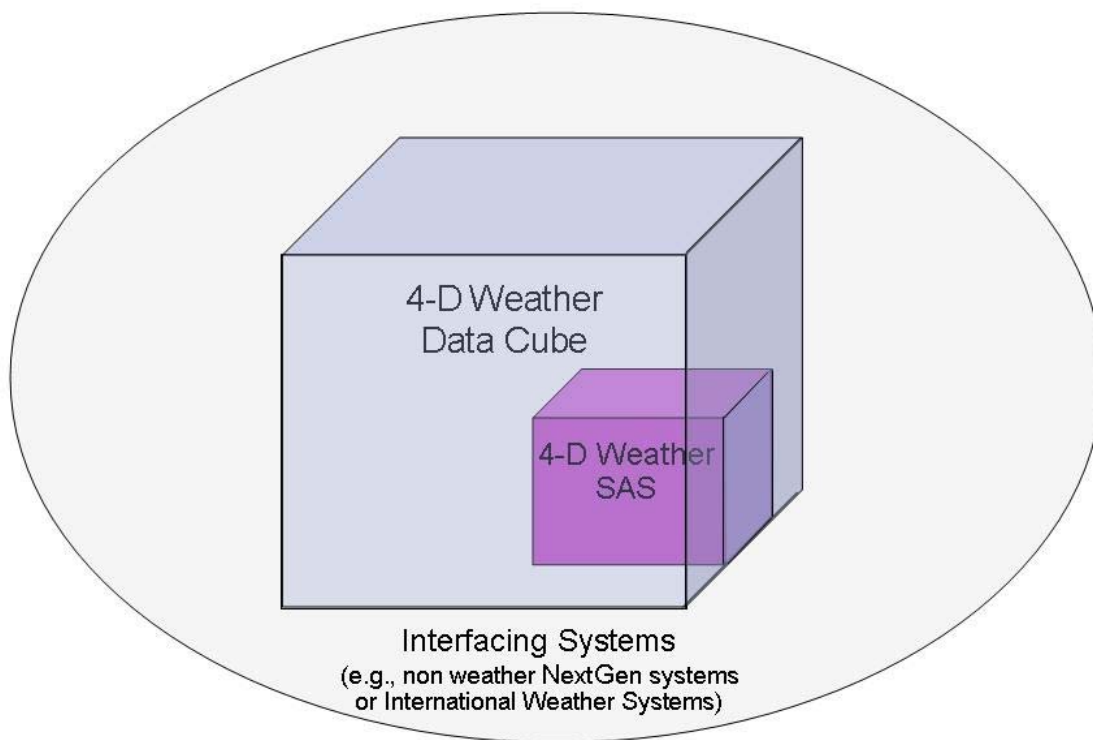 4-D Weather
Data Cube
4-D Weather
SAS
Interfacing Systems
(e.g., non weather NextGen systems
or International Weather Systems)